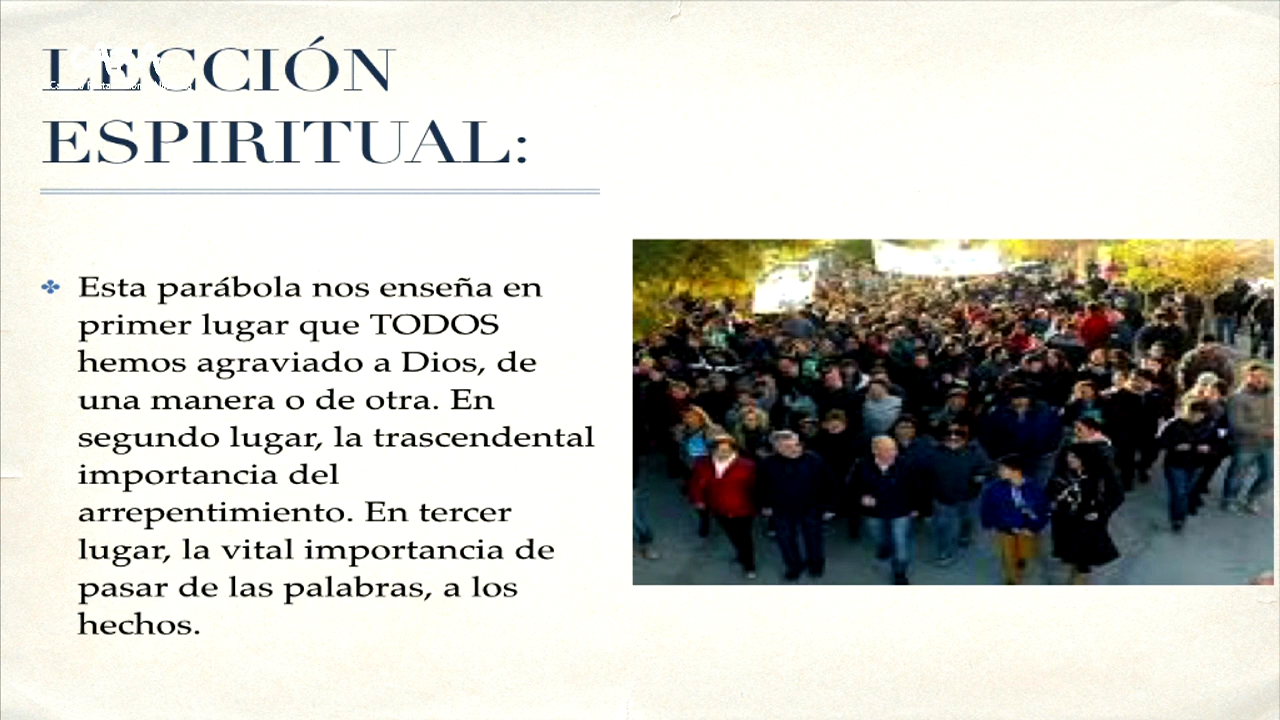 LECCIÓN
ESPIRITUAL:
Esta parábola nos enseña en
primer lugar que TODOS
hemos agraviado a Dios, de
una manera o de otra. En
segundo lugar, la trascendental
importancia del
arrepentimiento. En tercer
lugar, la vital importancia de
pasar de las palabras, a los
hechos.